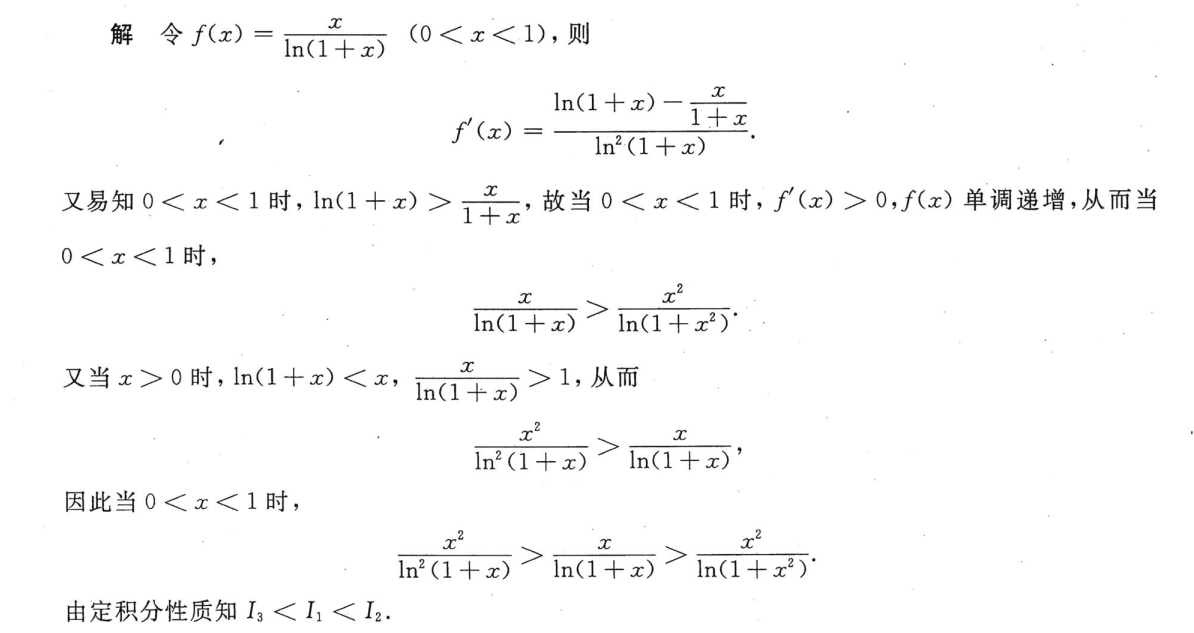 解 令 f(x) = x/ln(1+x) (0<x<1),则
f′(x) = (ln(1+x) − x/(1+x))/ln²(1+x).
又易知 0<x<1 时, ln(1+x) > x/(1+x), 故当 0<x<1 时, f′(x)>0, f(x) 单调递增,从而当
0<x<1 时,
x/ln(1+x) > x²/ln(1+x²).
又当 x>0 时, ln(1+x)<x, x/ln(1+x) > 1, 从而
x²/ln²(1+x) > x/ln(1+x),
因此当 0<x<1 时,
x²/ln²(1+x) > x/ln(1+x) > x²/ln(1+x²).
由定积分性质知 I₃ < I₁ < I₂.